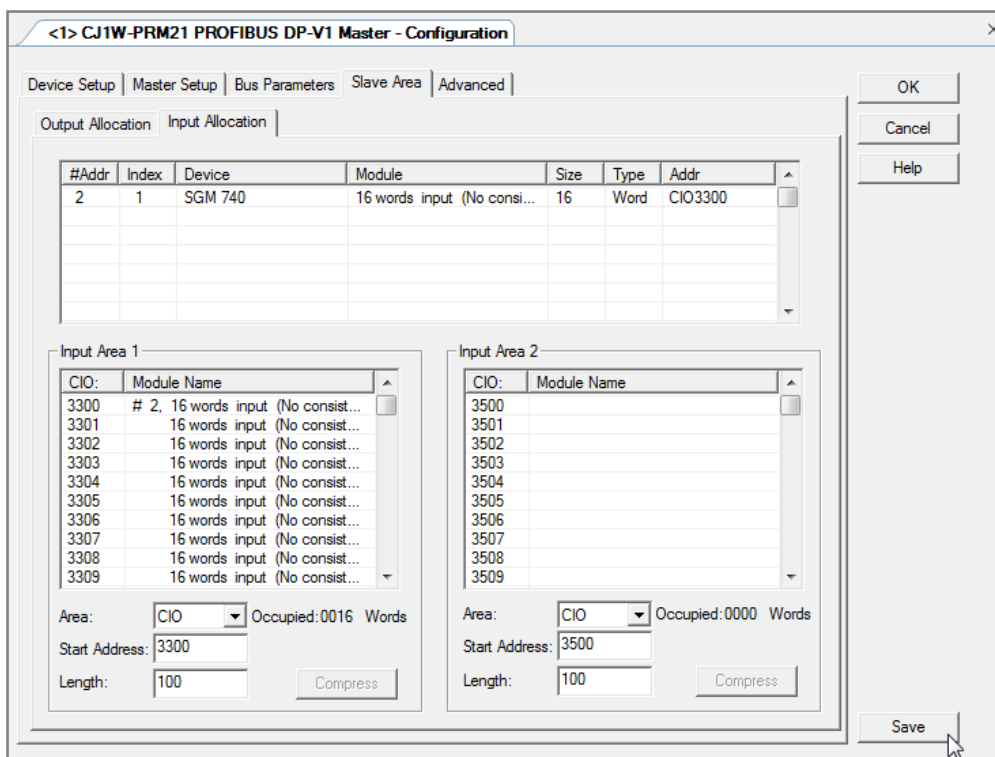 <1> CJ1W-PRM21 PROFIBUS DP-V1 Master - Configuration
Device Setup Master Setup Bus Parameters Slave Area Advanced
OK
Output Allocation Input Allocation
Cancel
Help
#Addr Index Device Module Size Type Addr
2 1 SGM 740 16 words input (No consi... 16 Word CIO3300
Input Area 1
CIO: Module Name
3300 # 2, 16 words input (No consist...
3301 16 words input (No consist...
3302 16 words input (No consist...
3303 16 words input (No consist...
3304 16 words input (No consist...
3305 16 words input (No consist...
3306 16 words input (No consist...
3307 16 words input (No consist...
3308 16 words input (No consist...
3309 16 words input (No consist...
Area: CIO Occupied:0016 Words
Start Address: 3300
Length: 100 Compress
Input Area 2
CIO: Module Name
3500
3501
3502
3503
3504
3505
3506
3507
3508
3509
Area: CIO Occupied:0000 Words
Start Address: 3500
Length: 100 Compress
Save